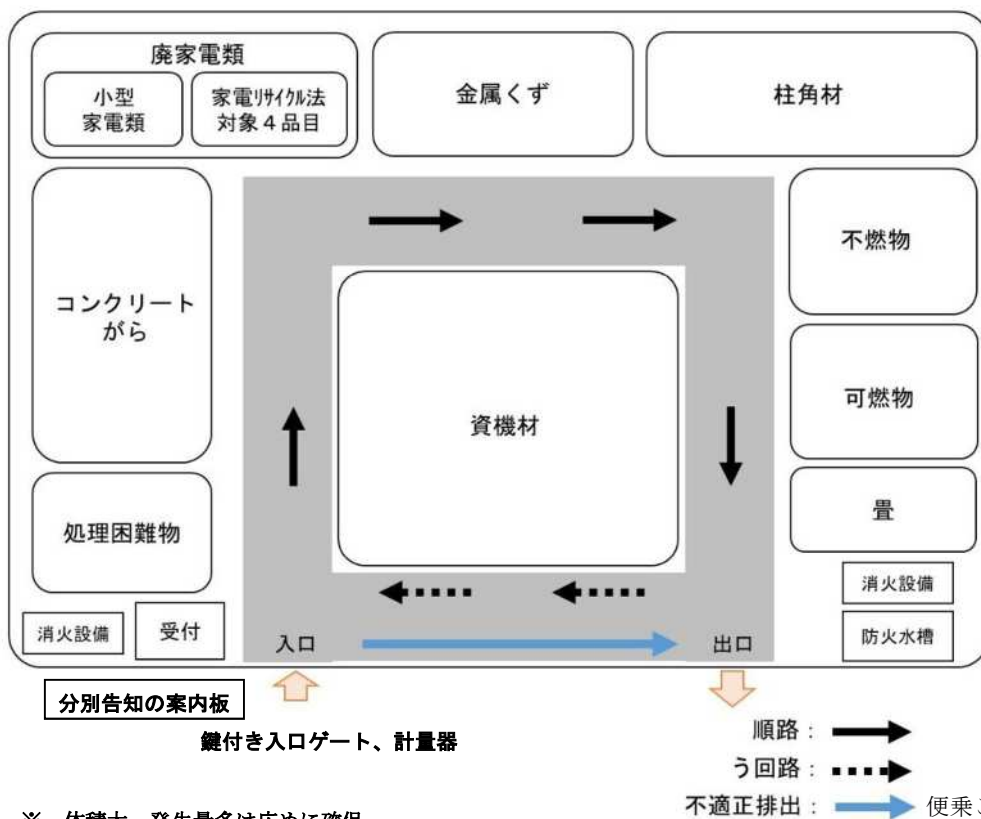 廃家電類
小型
家電類
家電ﾘｻｲｸﾙ法
対象４品目
金属くず
柱角材
コンクリート
がら
不燃物
資機材
可燃物
処理困難物
畳
消火設備
消火設備
受付
入口
出口
防火水槽
分別告知の案内板
鍵付き入口ゲート、計量器
順路：
う回路：
不適正排出：
便乗